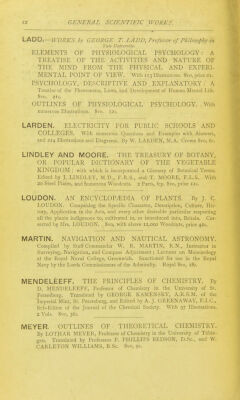 12 GENERAL SCIENTIFIC WORKS.
LADD.—WORKS by GEORGE T. LADD, Professor of Philosophy in
Yale University.
ELEMENTS OF PHYSIOLOGICAL PSYCHOLOGY: A
TREATISE OF THE ACTIVITIES AND NATURE OF
THE MIND FROM THE PHYSICAL AND EXPERI-
MENTAL POINT OF VIEW. With 113 Illustrations. 8vo, price 21s.
PSYCHOLOGY, DESCRIPTIVE AND EXPLANATORY: A
Treatise of the Phenomena, Laws, and Development of Human Mental Life.
8vo. 21s.
OUTLINES OF PHYSIOLOGICAL PSYCHOLOGY. With
numerous Illustrations. 8vo. 12s.
LARDEN. ELECTRICITY FOR PUBLIC SCHOOLS AND
COLLEGES. With numerous Questions and Examples with Answers,
and 214 Illustrations and Diagrams. By W. LARDEN, M.A. Crown 8vo, 6s.
LINDLEY AND MOORE. THE TREASURY OF BOTANY,
OR POPULAR DICTIONARY OF THE VEGETABLE
KINGDOM: with which is incorporated a Glossary of Botanical Terms.
Edited by J. LINDLEY, M.D., F.R.S., and T. MOORE, F.L.S. With
20 Steel Plates, and numerous Woodcuts. 2 Parts, fcp. 8vo, price 12s.
LOUDON. AN ENCYCLOPÆDIA OF PLANTS. By J. C.
LOUDON. Comprising the Specific Character, Description, Culture, His-
tory, Application in the Arts, and every other desirable particular respecting
all the plants indigenous to, cultivated in, or introduced into, Britain. Cor-
rected by Mrs. LOUDON. 8vo, with above 12,000 Woodcuts, price 42s.
MARTIN. NAVIGATION AND NAUTICAL ASTRONOMY.
Compiled by Staff-Commander W. R. MARTIN, R.N., Instructor in
Surveying, Navigation, and Compass Adjustment; Lecturer on Meteorology
at the Royal Naval College, Greenwich. Sanctioned for use in the Royal
Navy by the Lords Commissioners of the Admiralty. Royal 8vo, 18s.
MENDELÉEFF. THE PRINCIPLES OF CHEMISTRY. By
D. MENDELÉEFF, Professor of Chemistry in the University of St.
Petersburg. Translated by GEORGE KAMENSKY, A.R.S.M. of the
Imperial Mint, St. Petersburg, and Edited by A. J. GREENAWAY, F.I.C.,
Sub-Editor of the Journal of the Chemical Society. With 97 Illustrations.
2 Vols. 8vo, 36s.
MEYER. OUTLINES OF THEORETICAL CHEMISTRY.
By LOTHAR MEYER, Professor of Chemistry in the University of Tübin-
gen. Translated by Professors P. PHILLIPS BEDSON, D.Sc., and W.
CARLETON WILLIAMS, B.Sc. 8vo, 9s.